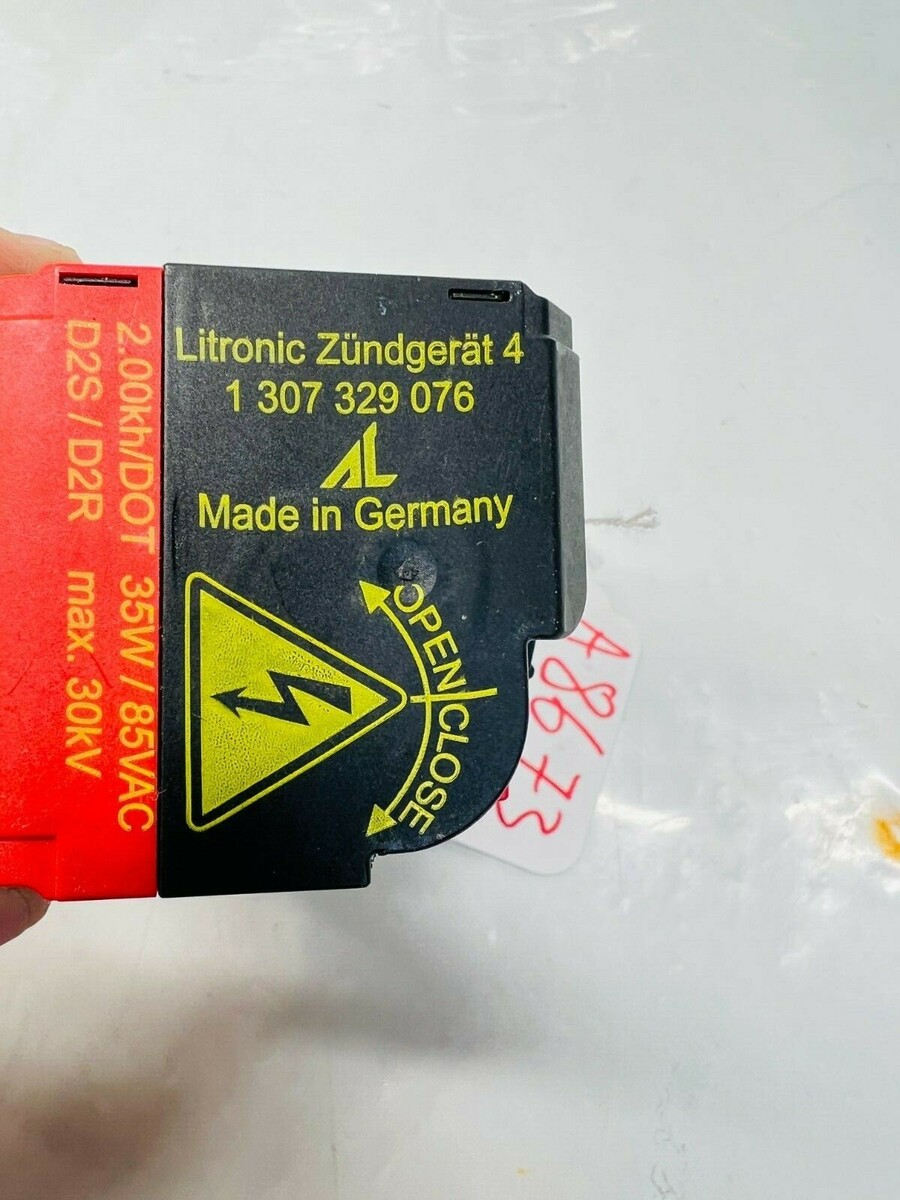 Litronic Zündgerät 4
1 307 329 076
AL
Made in Germany
OPEN CLOSE
2.00kh/DOT 35W / 85VAC
D2S / D2R max. 30kV
A8673